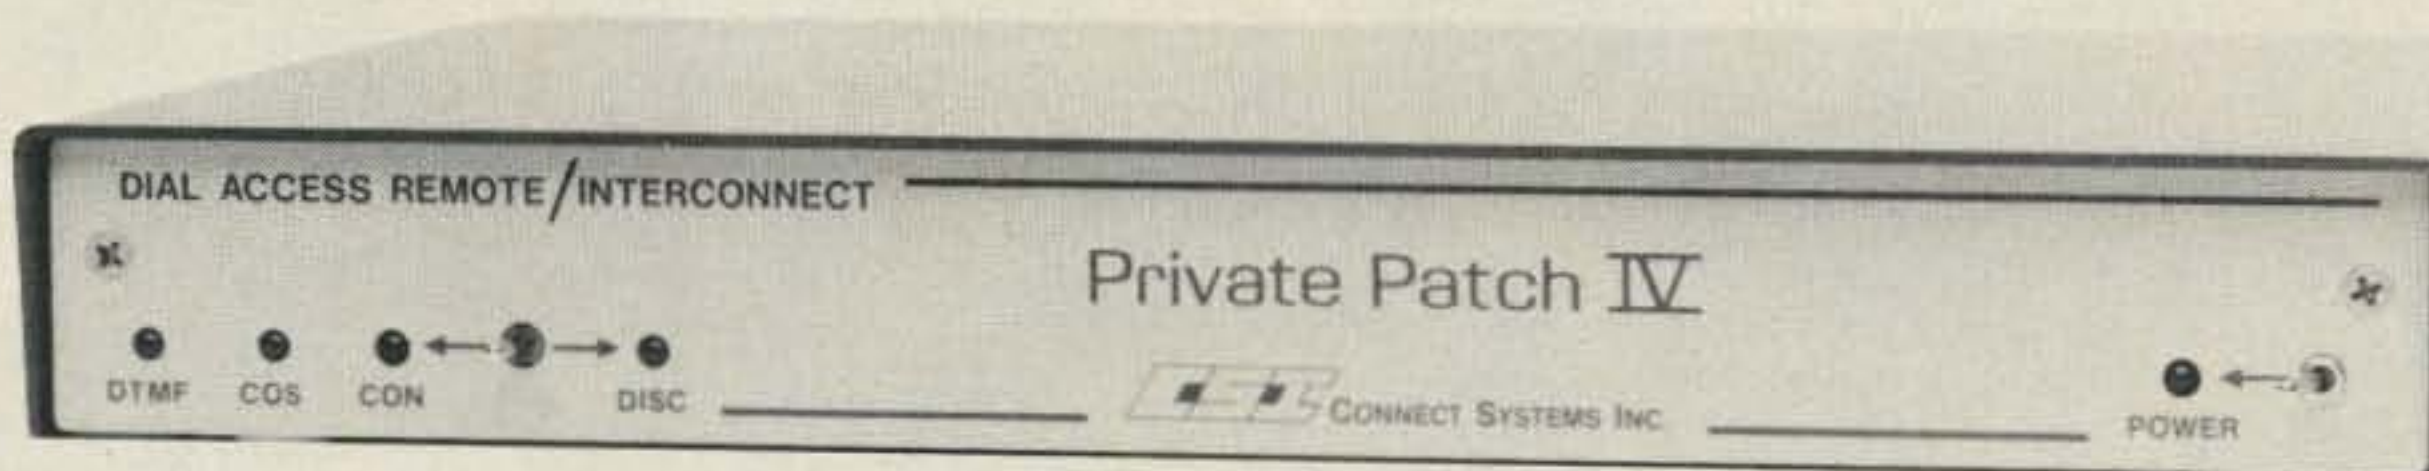 DIAL ACCESS REMOTE/INTERCONNECT
Private Patch IV
DTMF COS CON DISC
CONNECT SYSTEMS INC
POWER